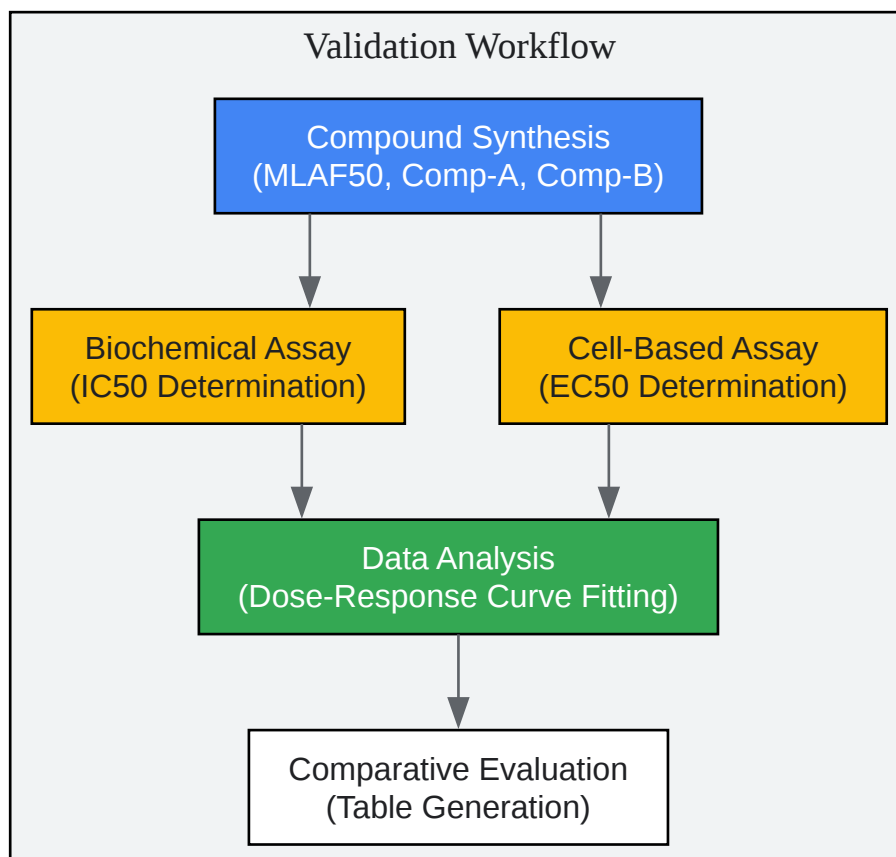 Validation Workflow
Compound Synthesis
(MLAF50, Comp-A, Comp-B)
Biochemical Assay
(IC50 Determination)
Cell-Based Assay
(EC50 Determination)
Data Analysis
(Dose-Response Curve Fitting)
Comparative Evaluation
(Table Generation)